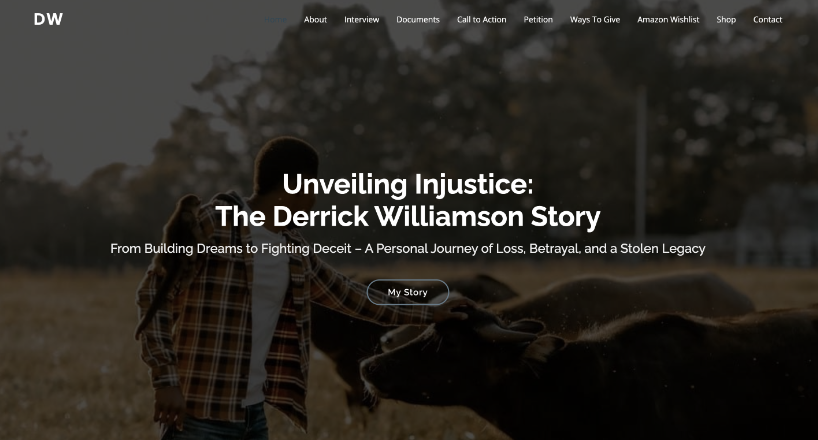 DW
About Interview Documents Call to Action Petition Ways To Give Amazon Wishlist Shop Contact
Unveiling Injustice:
The Derrick Williamson Story
From Building Dreams to Fighting Deceit – A Personal Journey of Loss, Betrayal, and a Stolen Legacy
My Story